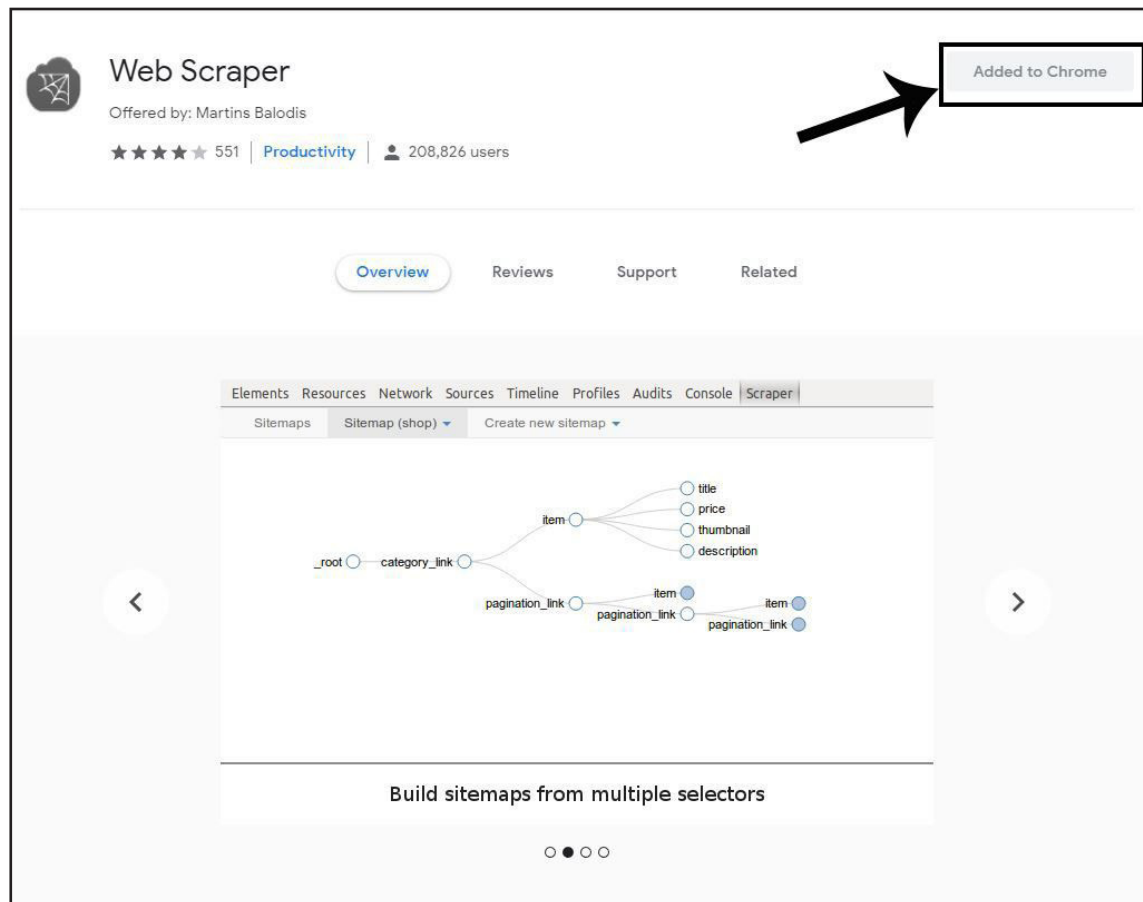 Web Scraper
Added to Chrome
Offered by: Martins Balodis
551 Productivity 208,826 users
Overview Reviews Support Related
Elements Resources Network Sources Timeline Profiles Audits Console Scraper
Sitemaps Sitemap (shop) Create new sitemap
title
item price
thumbnail
description
_root category_link
item
pagination_link item
pagination_link pagination_link
Build sitemaps from multiple selectors